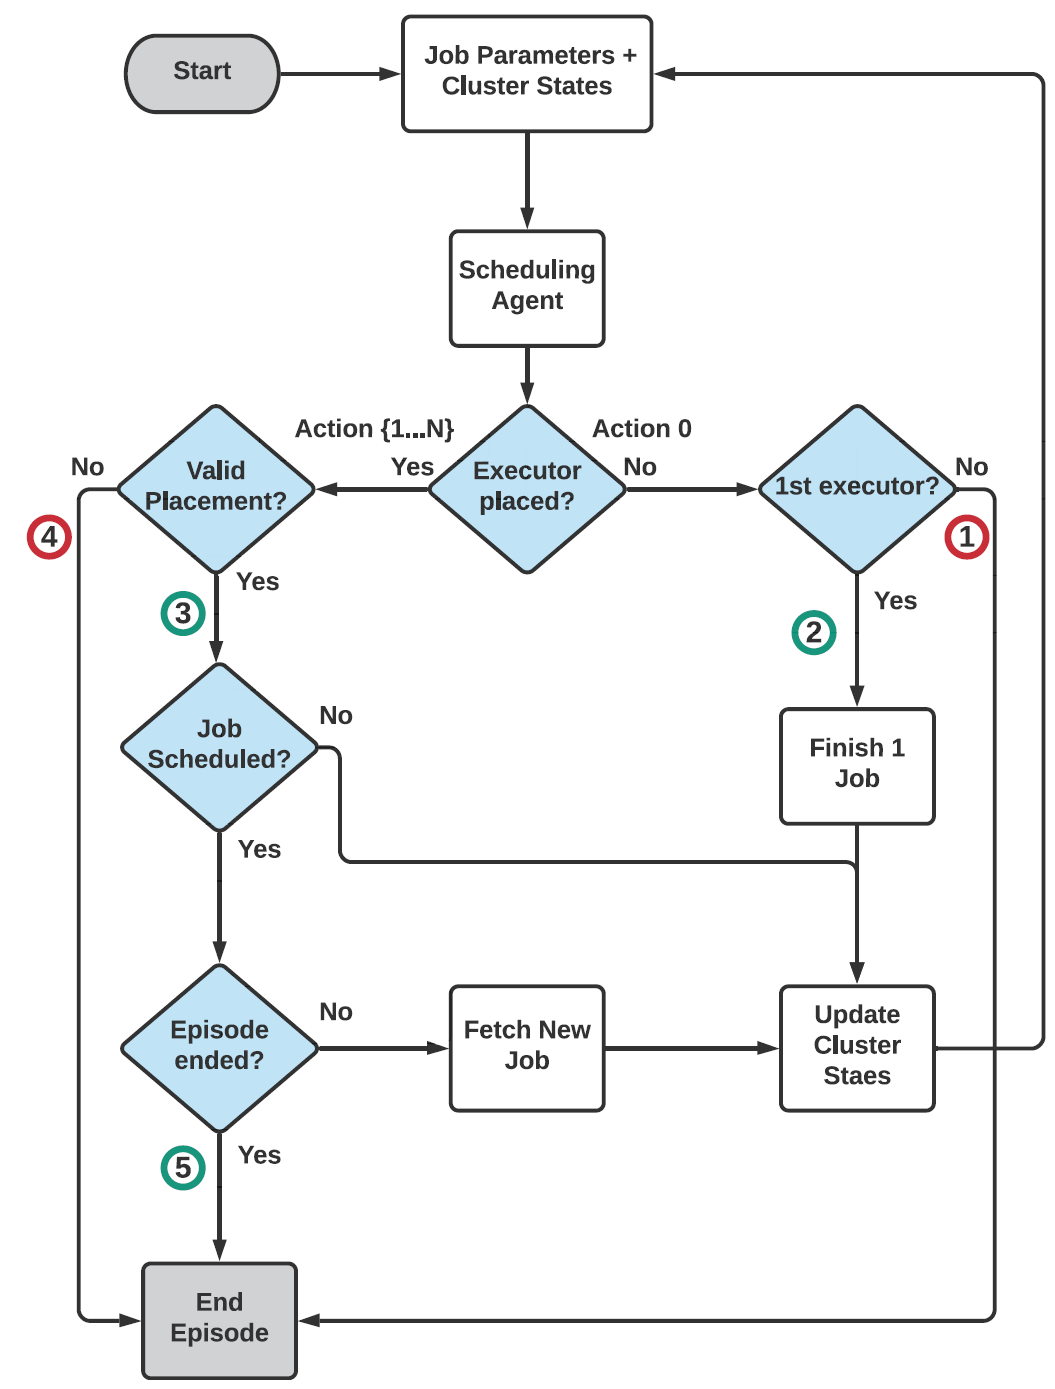 Start
Job Parameters +
Cluster States
Scheduling
Agent
Action {1...N}
Action 0
No
Valid
Placement?
Yes
Executor
placed?
No
1st executor?
No
4
1
3
Yes
2
Yes
Job
Scheduled?
No
Finish 1
Job
Yes
Episode
ended?
No
Fetch New
Job
Update
Cluster
Staes
5
Yes
End
Episode